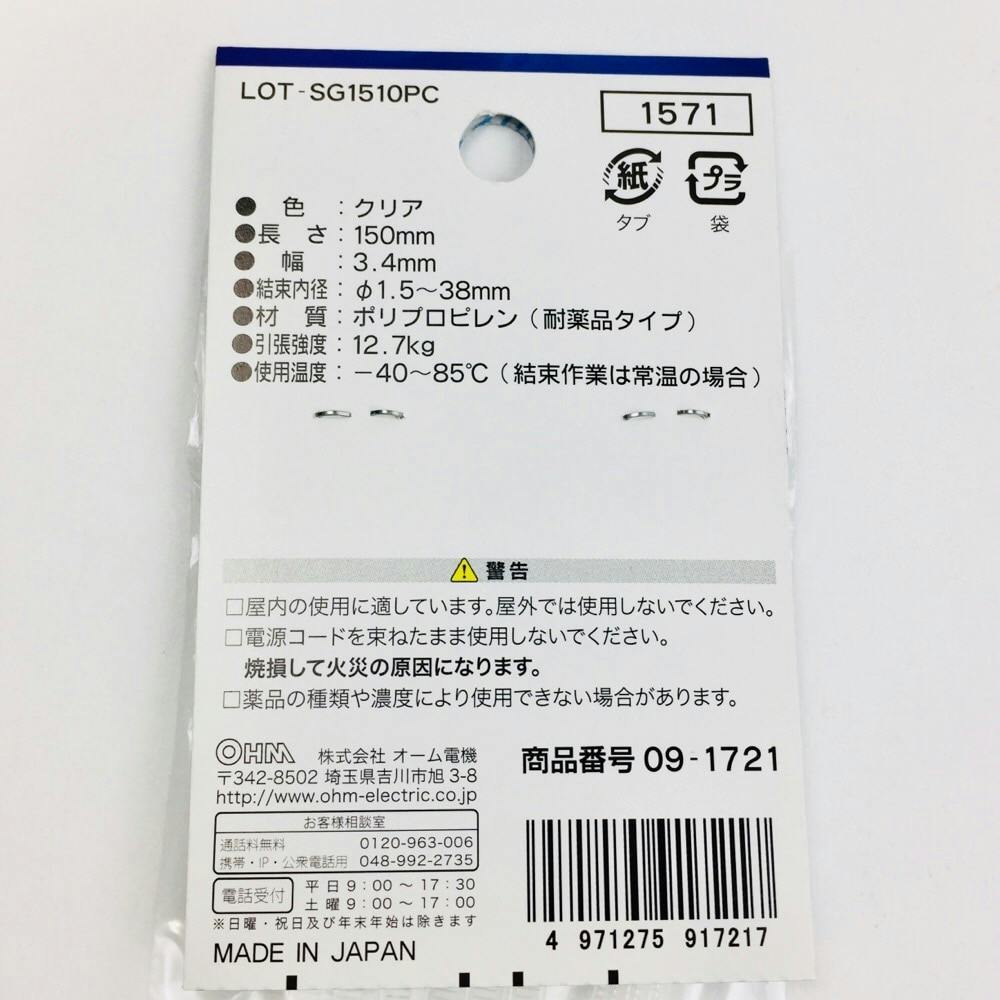 LOT-SG1510PC
1571
紙
タブ
プラ
袋
●色：クリア
●長さ：150mm
●幅：3.4mm
●結束内径：φ1.5～38mm
●材質：ポリプロピレン（耐薬品タイプ）
●引張強度：12.7kg
●使用温度：－40～85℃（結束作業は常温の場合）
警告
□屋内の使用に適しています。屋外では使用しないでください。
□電源コードを束ねたまま使用しないでください。
焼損して火災の原因になります。
□薬品の種類や濃度により使用できない場合があります。
OHM 株式会社 オーム電機
〒342-8502 埼玉県吉川市旭 3-8
http://www.ohm-electric.co.jp
お客様相談室
通話料無料 0120-963-006
携帯・IP・公衆電話用 048-992-2735
電話受付 平日 9：00～17：30
土曜 9：00～17：00
※日曜・祝日及び年末年始は除きます
MADE IN JAPAN
商品番号 09-1721
4 971275 917217